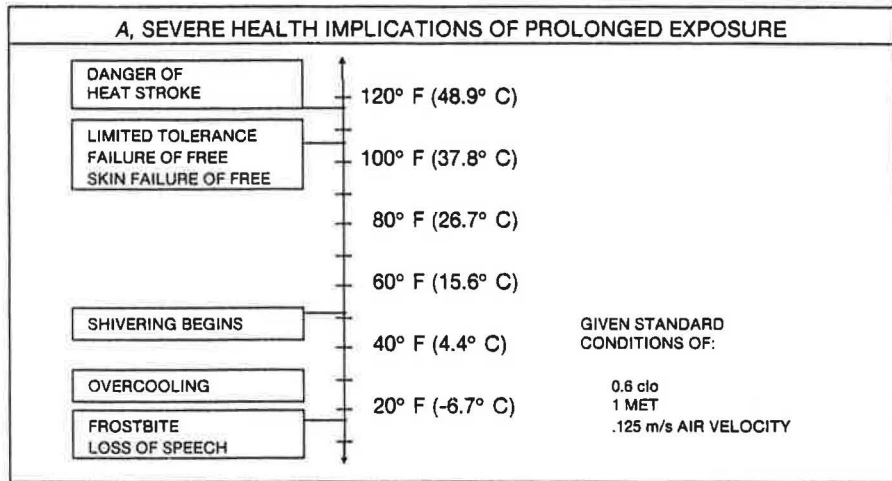 A, SEVERE HEALTH IMPLICATIONS OF PROLONGED EXPOSURE
DANGER OF
HEAT STROKE
120° F (48.9° C)
LIMITED TOLERANCE
FAILURE OF FREE
SKIN FAILURE OF FREE
100° F (37.8° C)
80° F (26.7° C)
60° F (15.6° C)
SHIVERING BEGINS
40° F (4.4° C)
GIVEN STANDARD
CONDITIONS OF:
OVERCOOLING
20° F (-6.7° C)
0.6 clo
1 MET
.125 m/s AIR VELOCITY
FROSTBITE
LOSS OF SPEECH